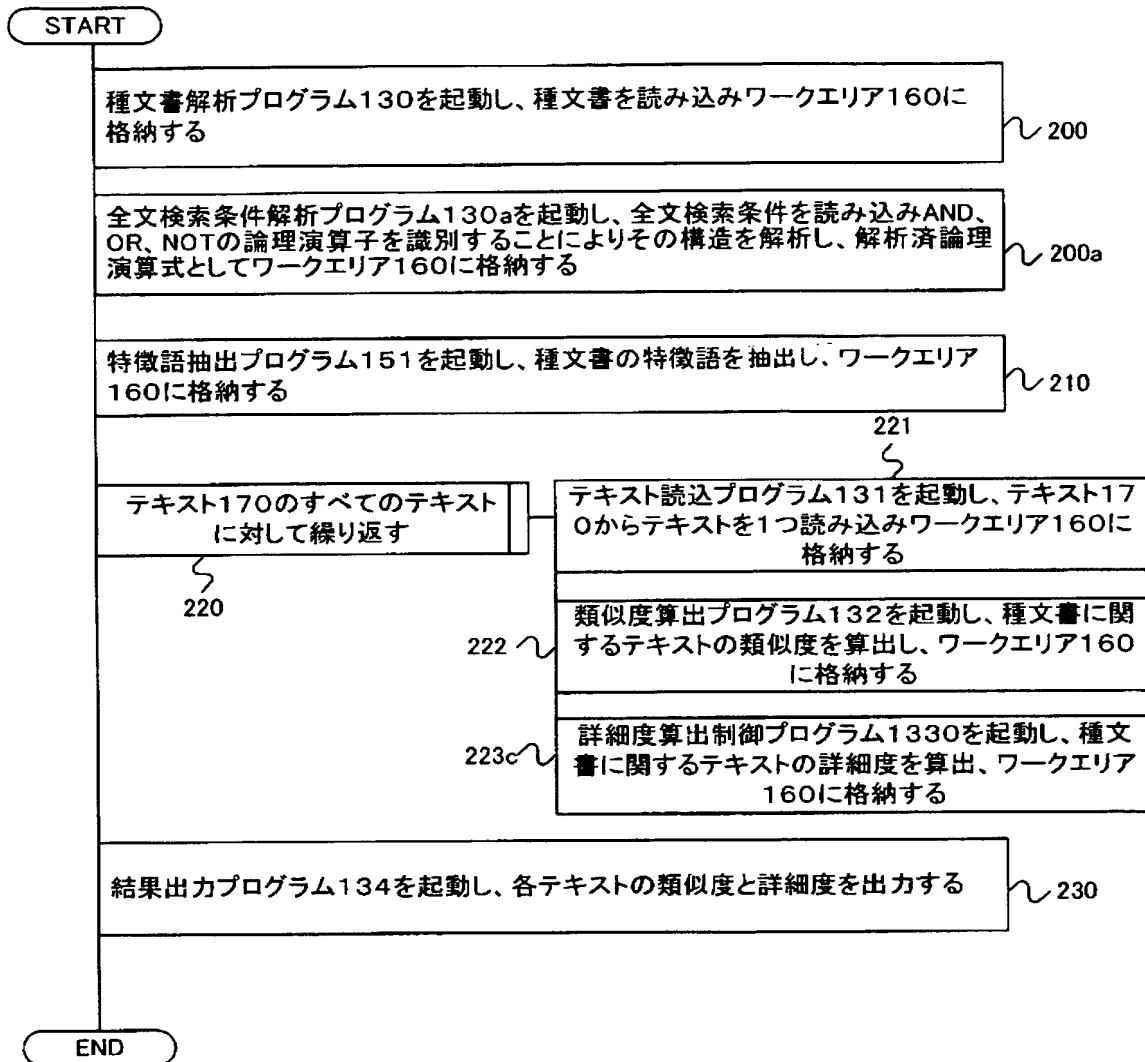 START
種文書解析プログラム130を起動し、種文書を読み込みワークエリア160に
格納する
200
全文検索条件解析プログラム130aを起動し、全文検索条件を読み込みAND、
OR、NOTの論理演算子を識別することによりその構造を解析し、解析済論理
演算式としてワークエリア160に格納する
200a
特徴語抽出プログラム151を起動し、種文書の特徴語を抽出し、ワークエリア
160に格納する
210
221
テキスト170のすべてのテキスト
に対して繰り返す
220
テキスト読込プログラム131を起動し、テキスト17
0からテキストを1つ読み込みワークエリア160に
格納する
222
類似度算出プログラム132を起動し、種文書に関
するテキストの類似度を算出し、ワークエリア160
に格納する
223c
詳細度算出制御プログラム1330を起動し、種文
書に関するテキストの詳細度を算出、ワークエリア
160に格納する
結果出力プログラム134を起動し、各テキストの類似度と詳細度を出力する
230
END